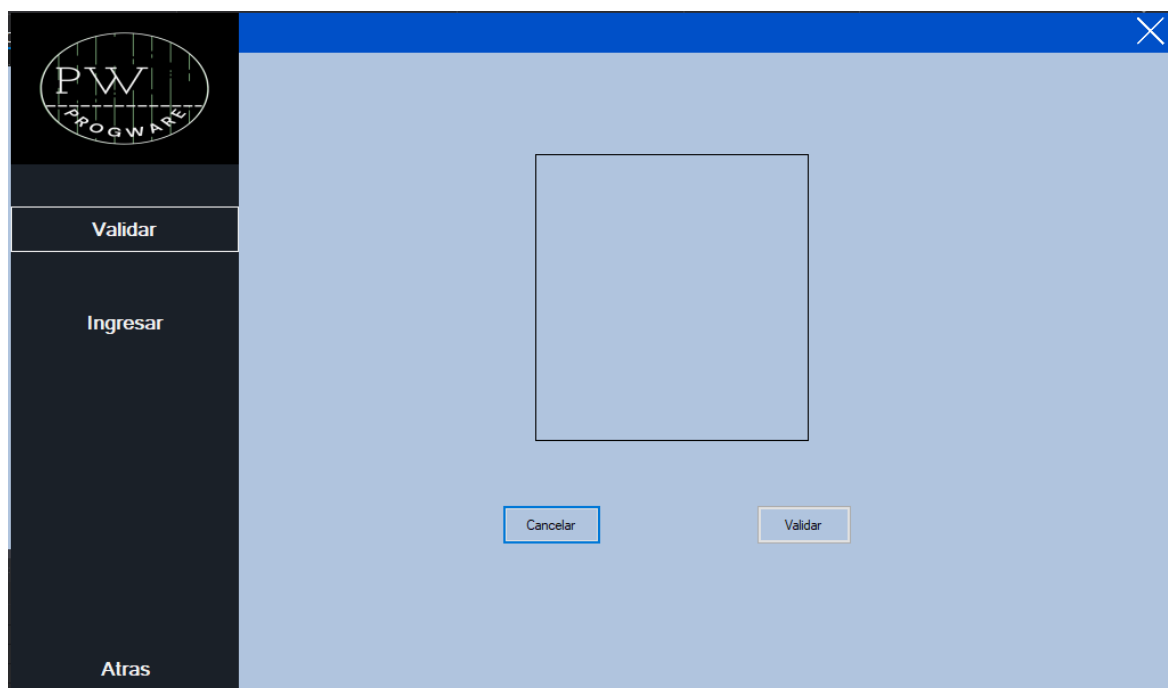 PW
PROGWARE
Validar
Ingresar
Cancelar
Validar
Atras